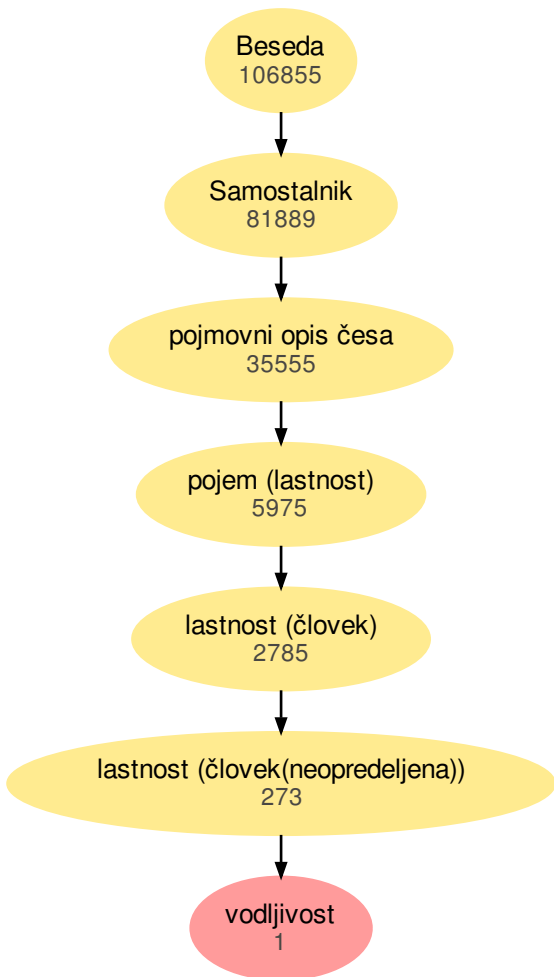 Beseda
106855
Samostalnik
81889
pojmovni opis česa
35555
pojem (lastnost)
5975
lastnost (človek)
2785
lastnost (človek(neopredeljena))
273
vodljivost
1